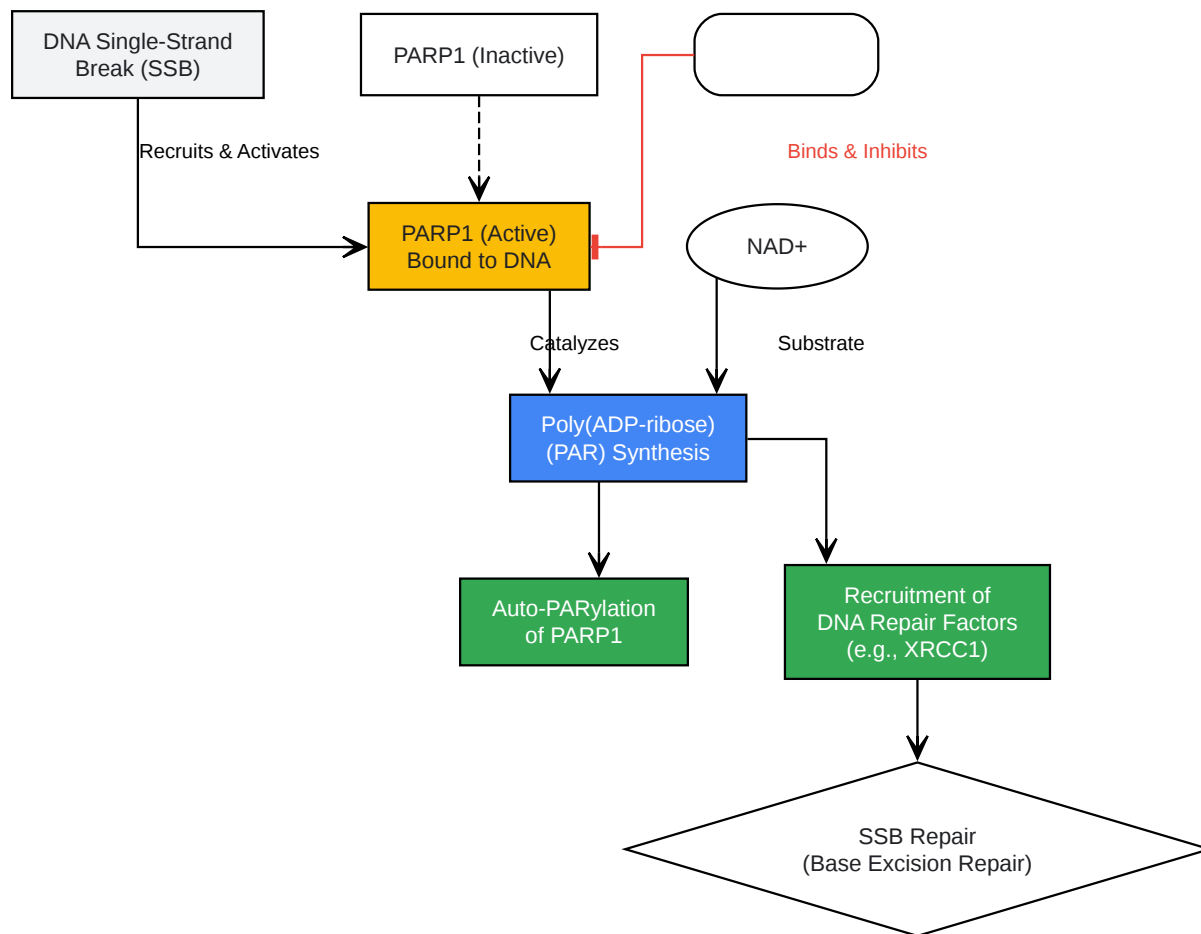 DNA Single-Strand
Break (SSB)
PARP1 (Inactive)
Recruits & Activates
Binds & Inhibits
PARP1 (Active)
Bound to DNA
NAD+
Catalyzes
Substrate
Poly(ADP-ribose)
(PAR) Synthesis
Auto-PARylation
of PARP1
Recruitment of
DNA Repair Factors
(e.g., XRCC1)
SSB Repair
(Base Excision Repair)